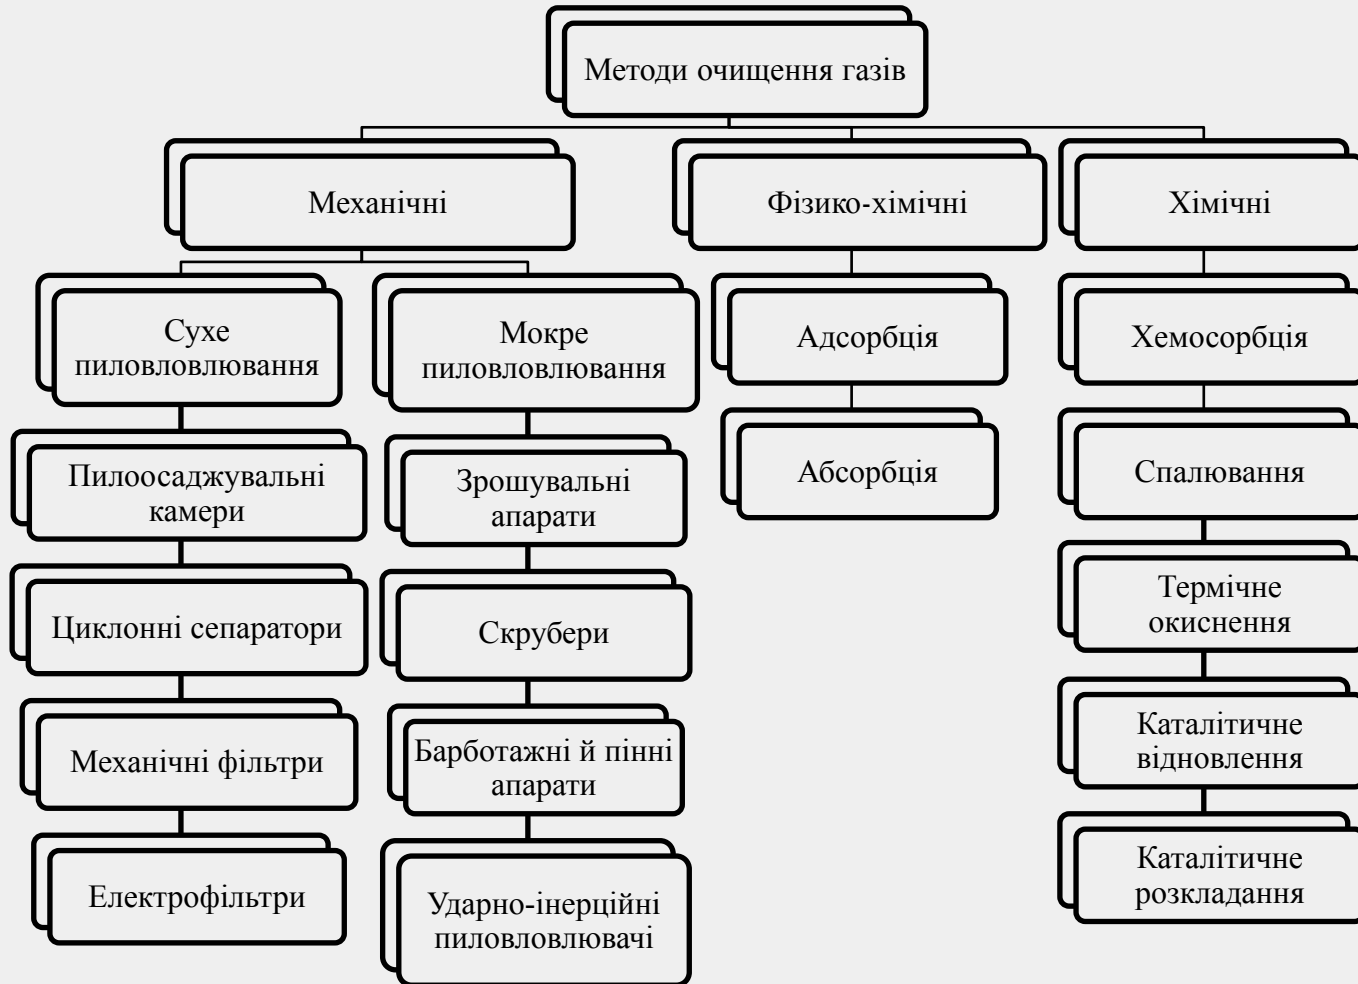 Методи очищення газів
Механічні
Фізико-хімічні
Хімічні
Сухе
пиловловлювання
Мокре
пиловловлювання
Адсорбція
Хемосорбція
Пилоосаджувальні
камери
Зрошувальні
апарати
Абсорбція
Спалювання
Циклонні сепаратори
Скрубери
Термічне
окиснення
Механічні фільтри
Барботажні й пінні
апарати
Каталітичне
відновлення
Електрофільтри
Ударно-інерційні
пиловловлювачі
Каталітичне
розкладання